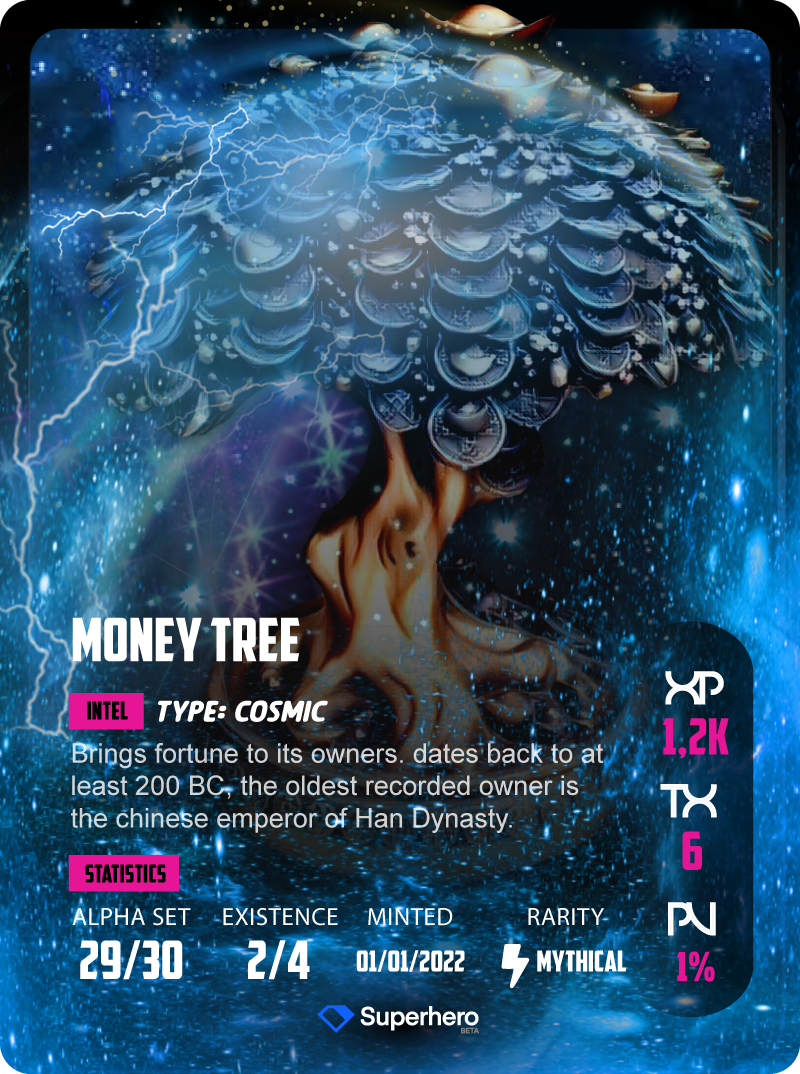 MONEY TREE
INTEL TYPE: COSMIC
Brings fortune to its owners. dates back to at
least 200 BC, the oldest recorded owner is
the chinese emperor of Han Dynasty.
STATISTICS
ALPHA SET EXISTENCE MINTED RARITY
29/30 2/4 01/01/2022 MYTHICAL
XP
1,2K
TX
6
PV
1%
Superhero
BETA